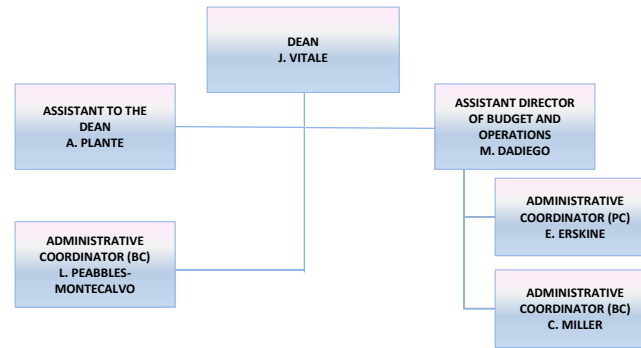 DEAN
J. VITALE
ASSISTANT TO THE
DEAN
A. PLANTE
ASSISTANT DIRECTOR
OF BUDGET AND
OPERATIONS
M. DADIEGO
ADMINISTRATIVE
COORDINATOR (PC)
E. ERSKINE
ADMINISTRATIVE
COORDINATOR (BC)
L. PEABBLES-
MONTECALVO
ADMINISTRATIVE
COORDINATOR (BC)
C. MILLER